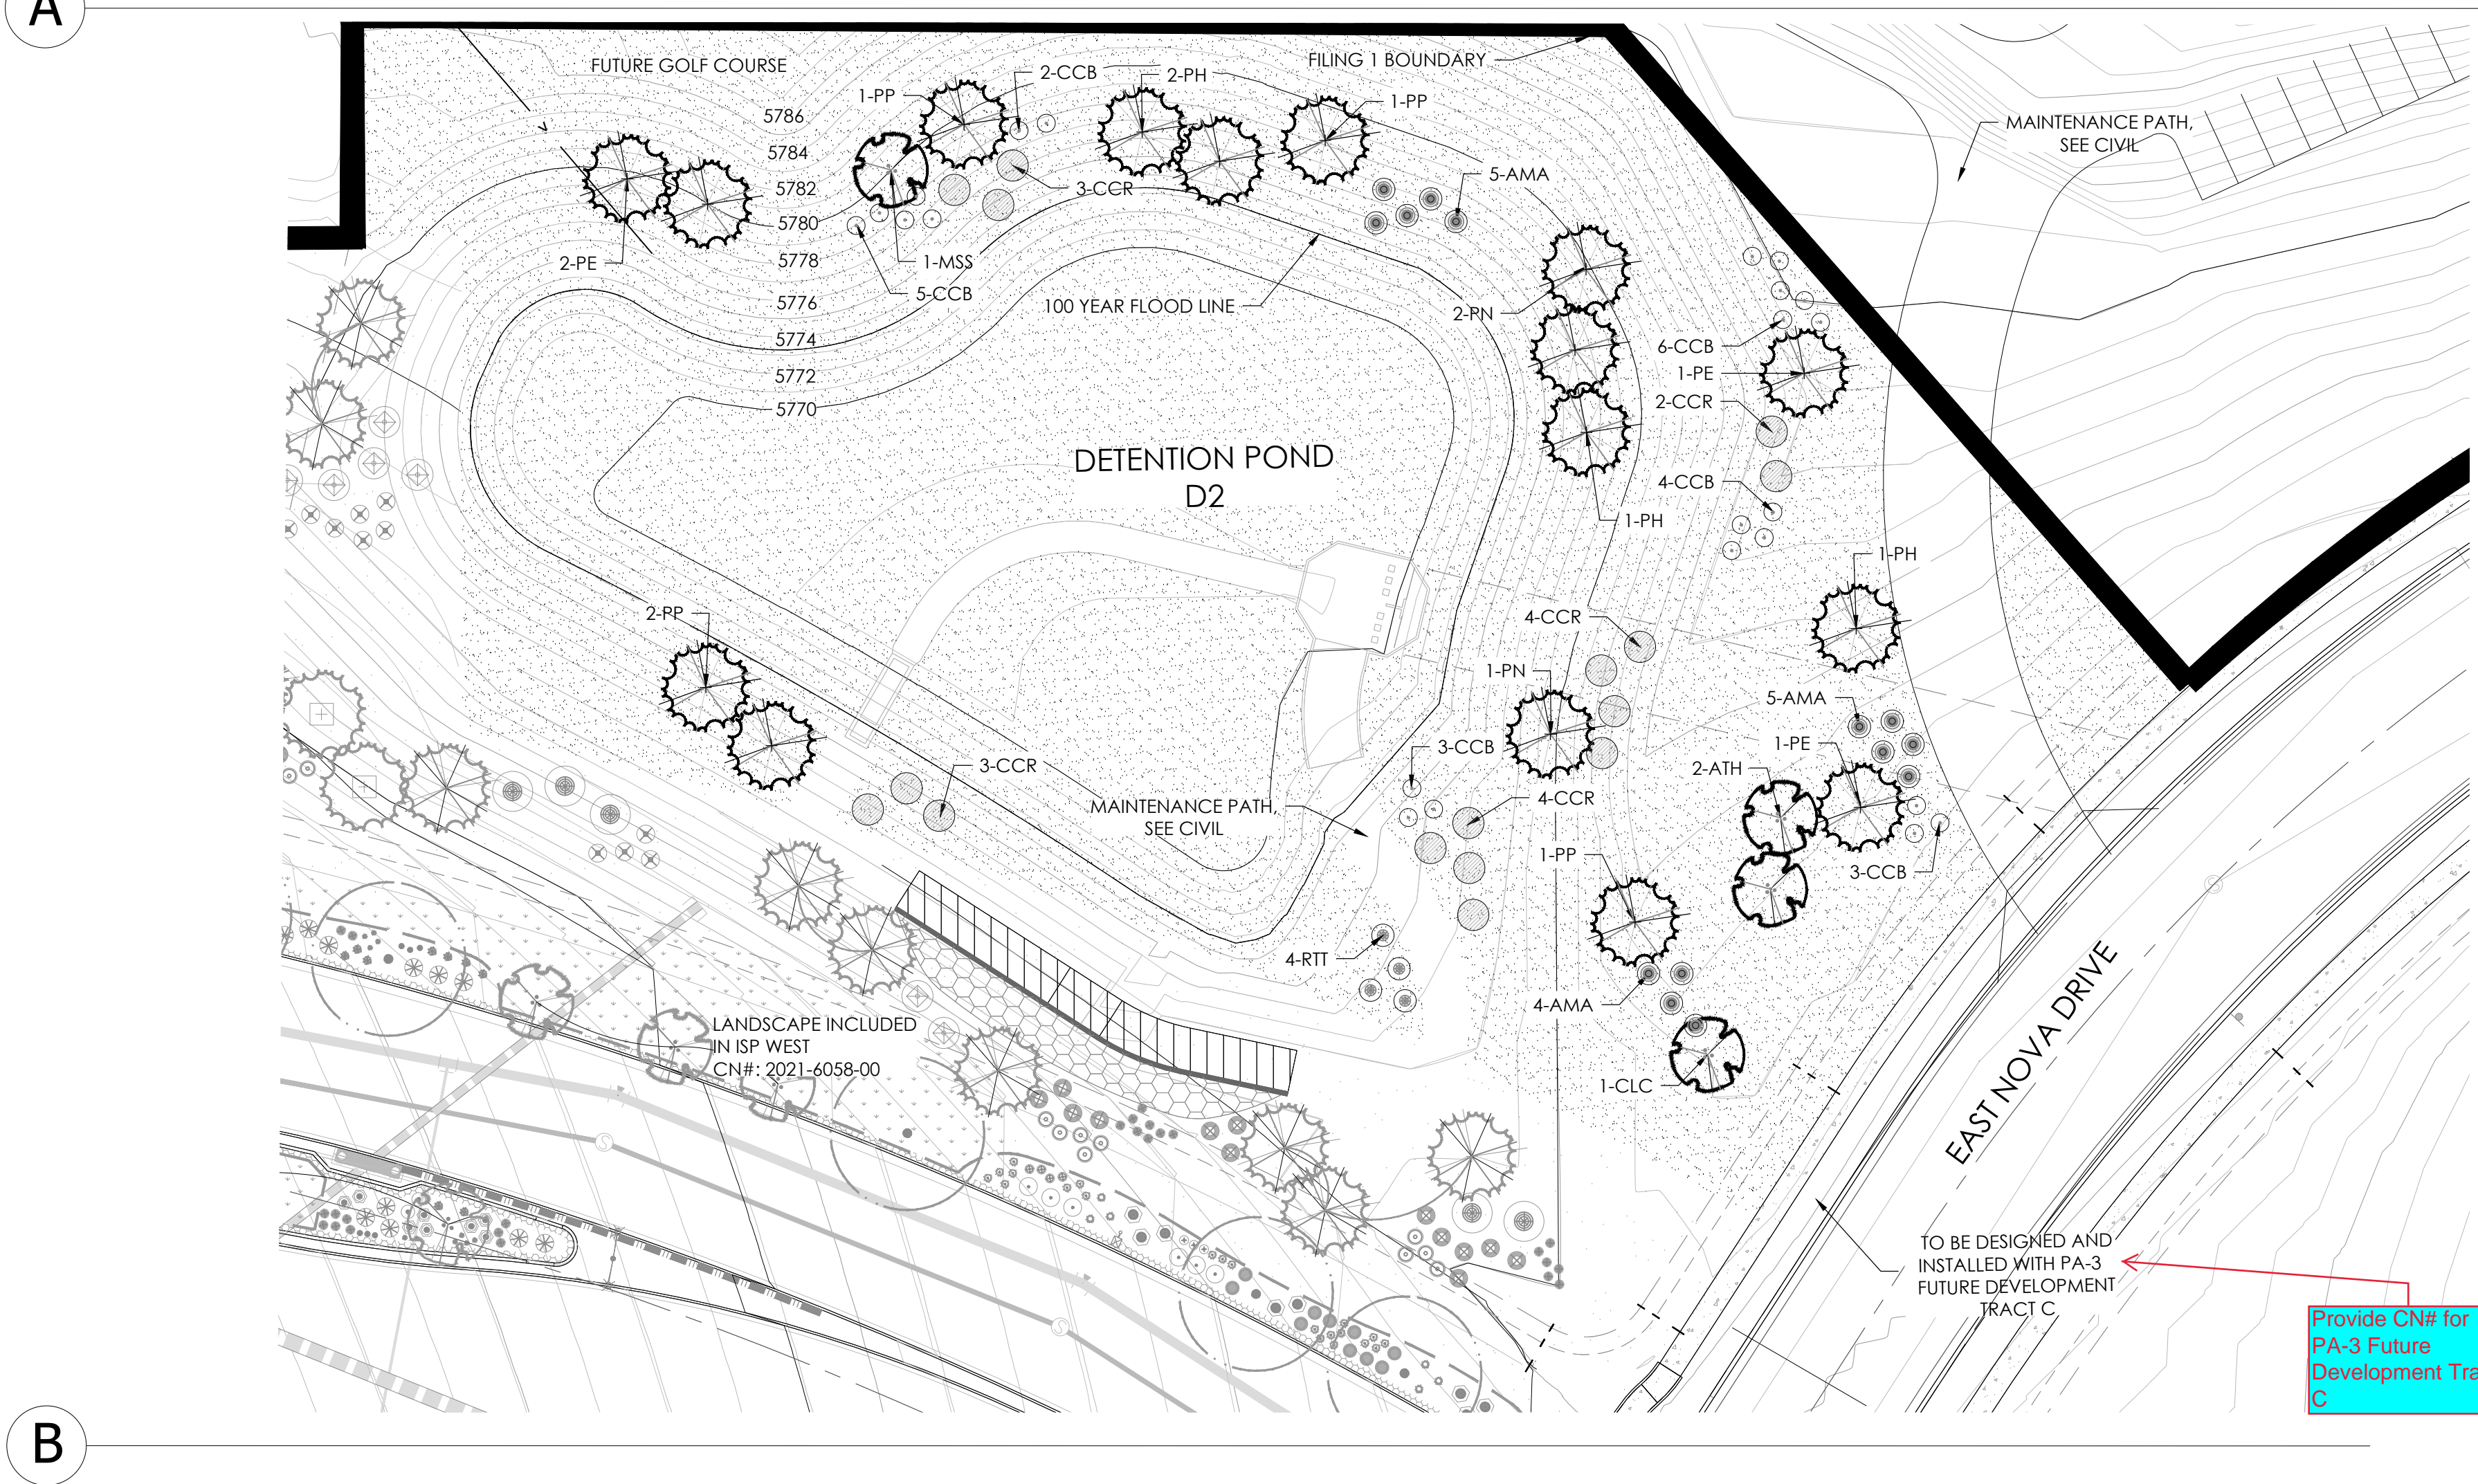 A
FUTURE GOLF COURSE
FILING 1 BOUNDARY
2-CCB
2-PH
1-PP
1-PP
5786
MAINTENANCE PATH,
SEE CIVIL
5784
5782
3-CCR
5-AMA
5780
2-PE
5778
1-MSS
5-CCB
5776
100 YEAR FLOOD LINE
2-PN
5774
6-CCB
5772
1-PE
5770
2-CCR
DETENTION POND
D2
4-CCB
1-PH
1-PH
2-PP
4-CCR
1-PN
5-AMA
3-CCB
1-PE
3-CCR
2-ATH
MAINTENANCE PATH,
SEE CIVIL
4-CCR
1-PP
3-CCB
4-RTT
4-AMA
LANDSCAPE INCLUDED
IN ISP WEST
CN#: 2021-6058-00
1-CLC
EAST NOVA DRIVE
TO BE DESIGNED AND
INSTALLED WITH PA-3
FUTURE DEVELOPMENT
TRACT C
Provide CN# for
PA-3 Future
Development Tra
C
B